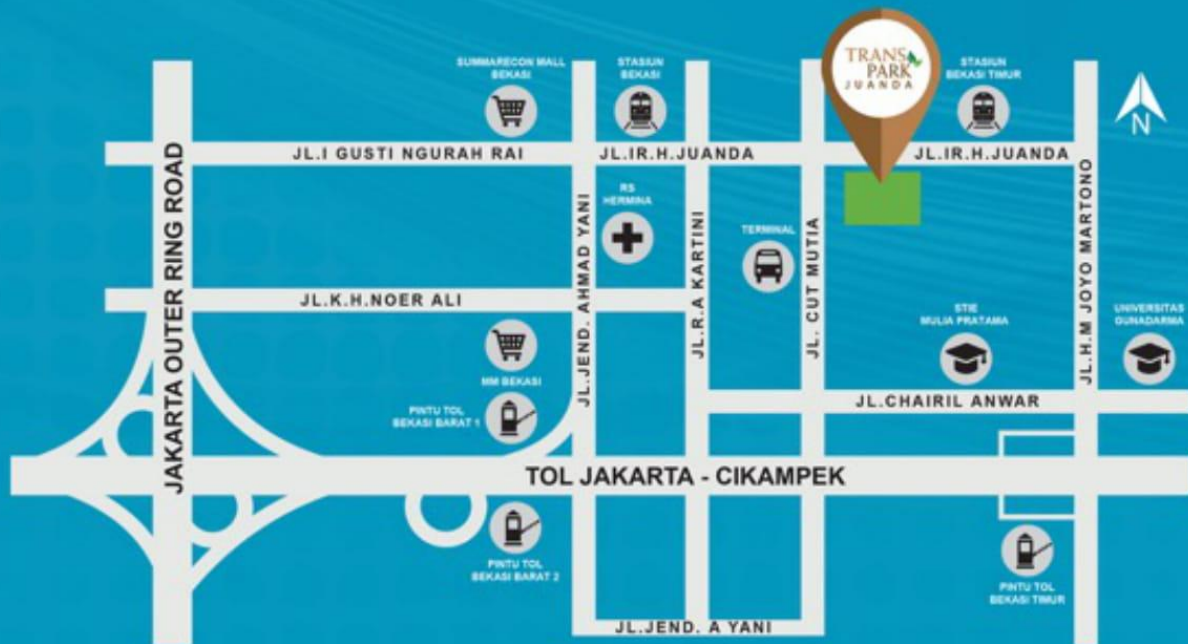 SUMMARECON MALL
BEKASI
STASIUN
BEKASI
TRANS
PARK
JUANDA
STASIUN
BEKASI TIMUR
N
JL.I GUSTI NGURAH RAI
JL.IR.H.JUANDA
JL.IR.H.JUANDA
JAKARTA OUTER RING ROAD
JL.JEND. AHMAD YANI
RS
HERMINA
JL.R.A KARTINI
TERMINAL
JL. CUT MUTIA
JL.H.M JOYO MARTONO
JL.K.H.NOER ALI
STIE
MULIA PRATAMA
UNIVERSITAS
GUNADARMA
MM BEKASI
PINTU TOL
BEKASI BARAT 1
JL.CHAIRIL ANWAR
TOL JAKARTA - CIKAMPEK
PINTU TOL
BEKASI BARAT 2
PINTU TOL
BEKASI TIMUR
JL.JEND. A YANI